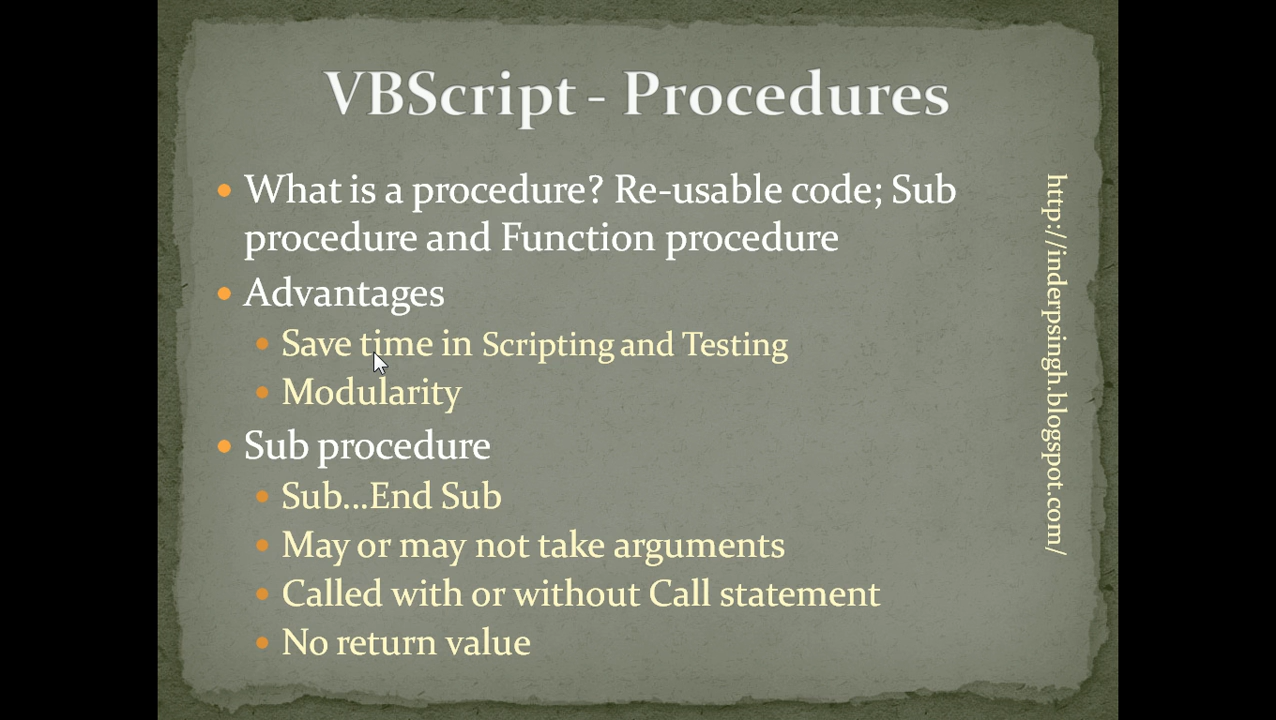 VBScript - Procedures
What is a procedure? Re-usable code; Sub
procedure and Function procedure
Advantages
Save time in Scripting and Testing
Modularity
Sub procedure
Sub...End Sub
May or may not take arguments
Called with or without Call statement
No return value
http://inderpsingh.blogspot.com/